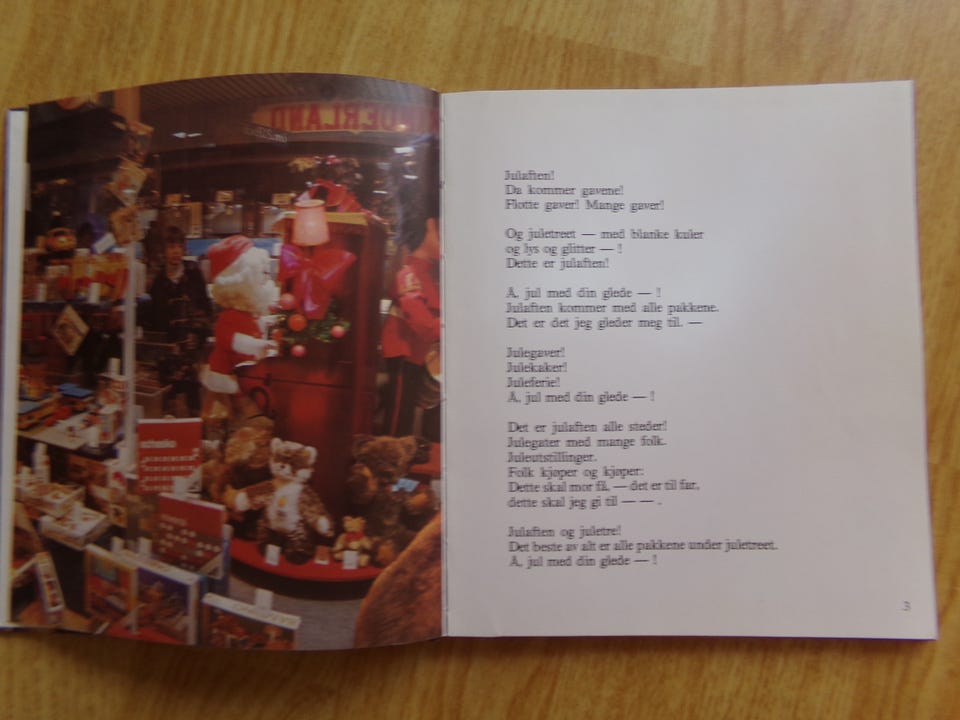 DERLAND
Julaften!
Da kommer gavene!
Flotte gaver! Mange gaver!
Og juletreet — med blanke kuler
og lys og glitter — !
Dette er julaften!
Å, jul med din glede — !
Julaften kommer med alle pakkene.
Det er det jeg gleder meg til. —
Julegaver!
Julekaker!
Juleferie!
Å, jul med din glede — !
Det er julaften alle steder!
Julegater med mange folk.
Juleutstillinger.
Folk kjøper og kjøper:
Dette skal mor få, — det er til far,
dette skal jeg gi til — — .
Julaften og juletre!
Det beste av alt er alle pakkene under juletreet.
Å, jul med din glede — !
3